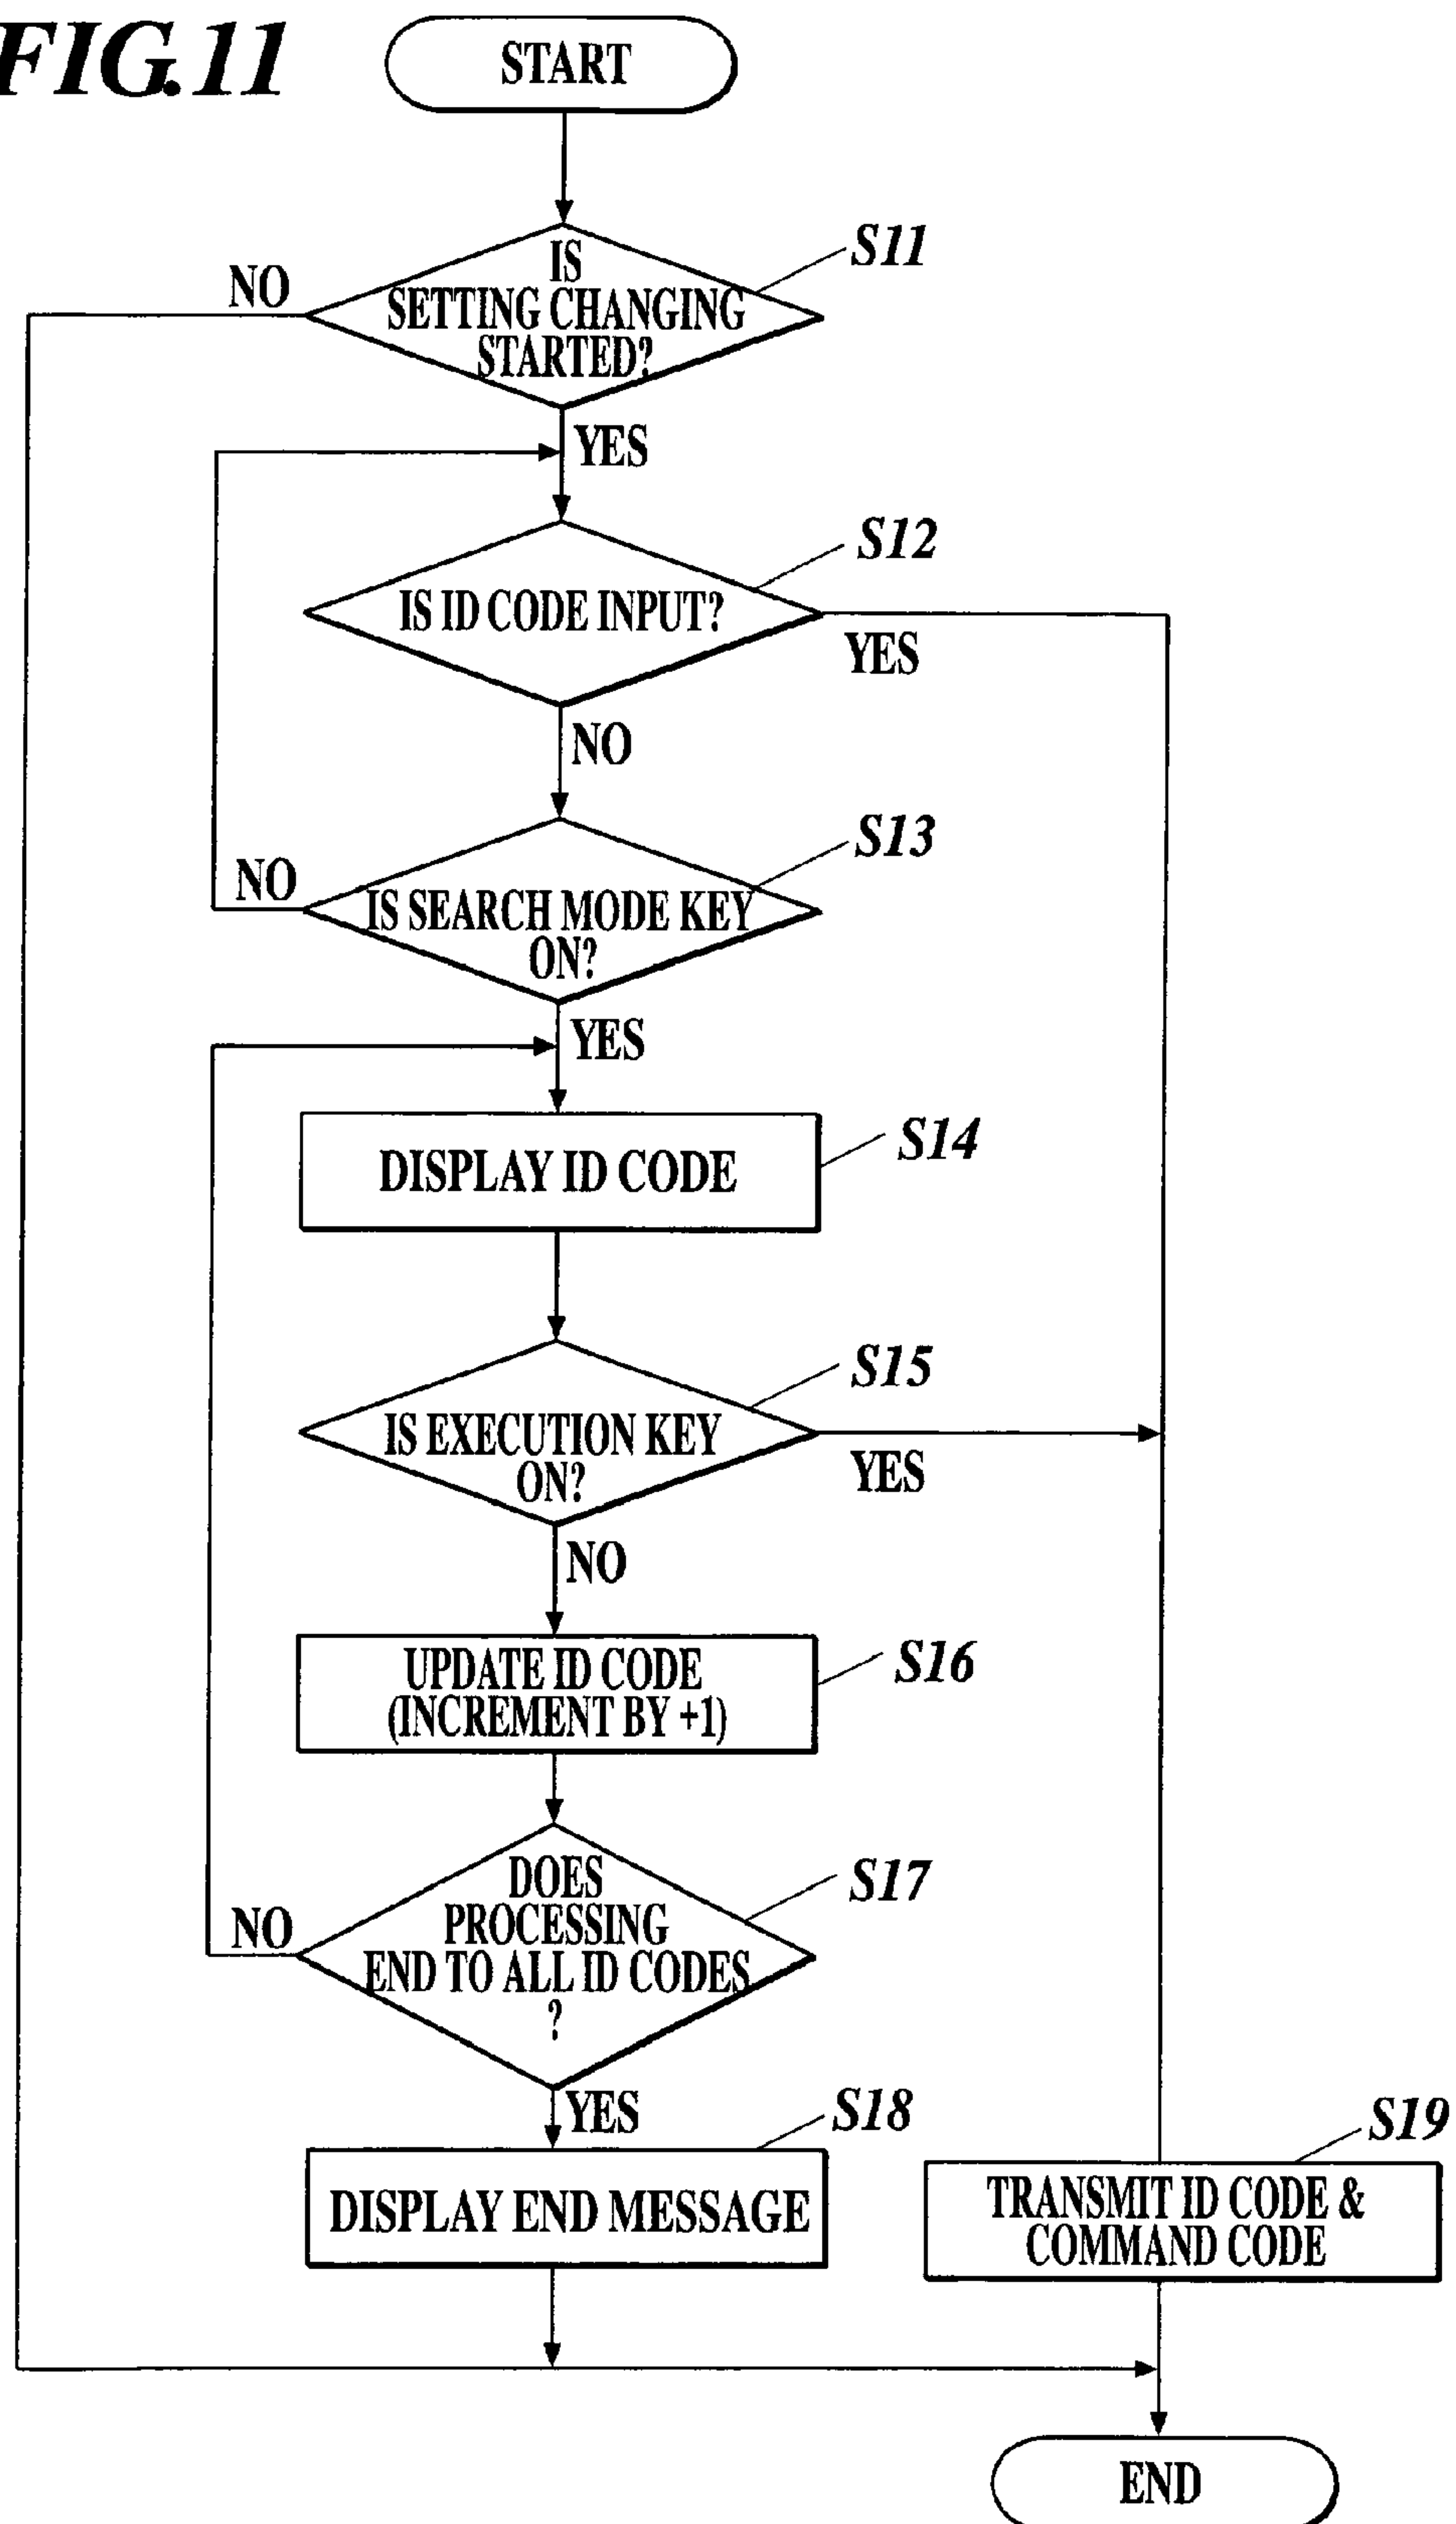 FIG.11
START
S11
IS
SETTING CHANGING
STARTED?
NO
YES
S12
IS ID CODE INPUT?
YES
NO
S13
IS SEARCH MODE KEY
ON?
NO
YES
S14
DISPLAY ID CODE
S15
IS EXECUTION KEY
ON?
YES
NO
S16
UPDATE ID CODE
(INCREMENT BY +1)
S17
DOES
PROCESSING
END TO ALL ID CODES
?
NO
YES
S18
DISPLAY END MESSAGE
S19
TRANSMIT ID CODE &
COMMAND CODE
END